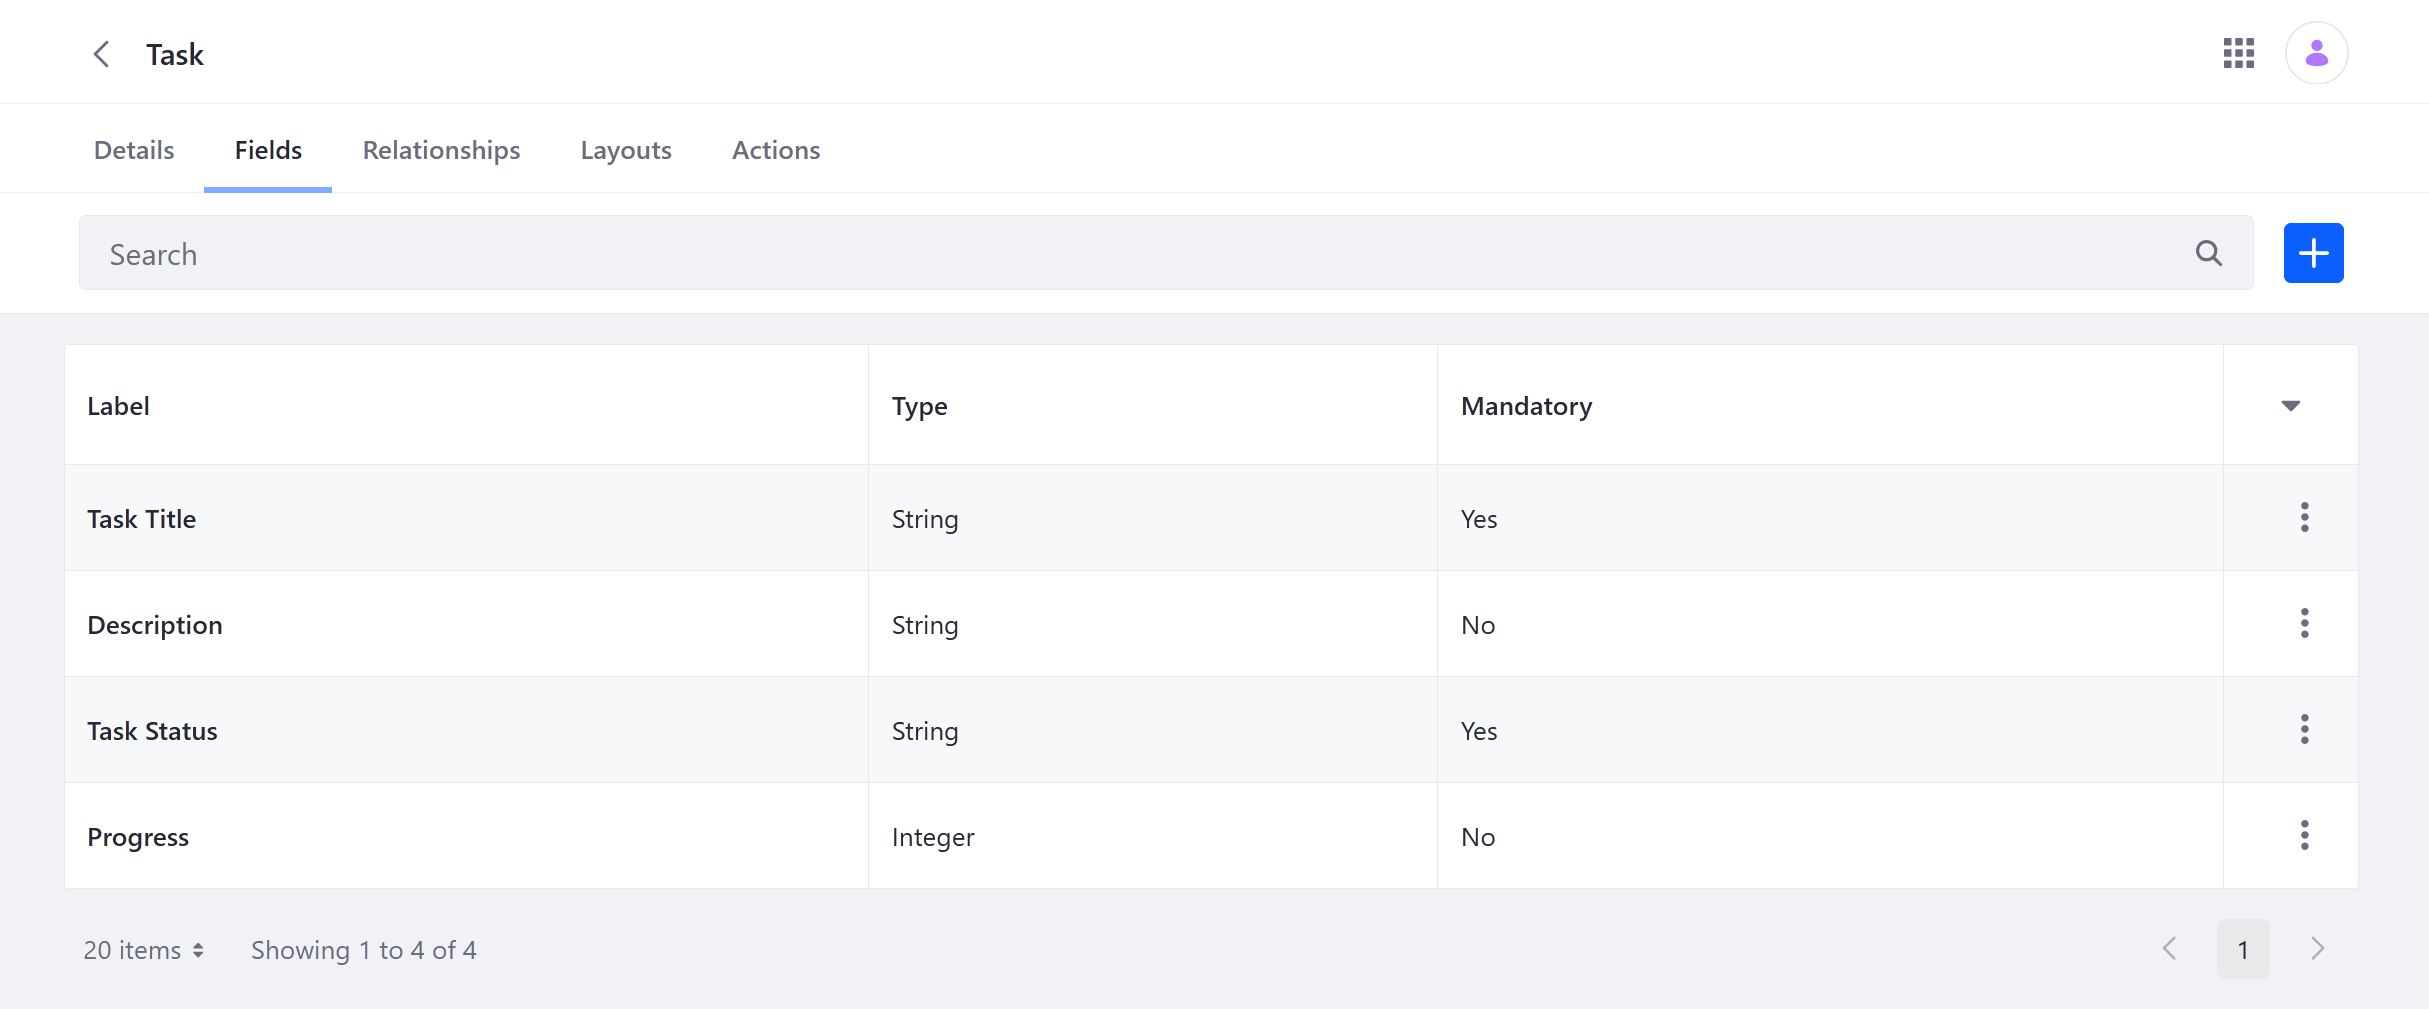 Task
Details Fields Relationships Layouts Actions
Search
Label Type Mandatory
Task Title String Yes
Description String No
Task Status String Yes
Progress Integer No
20 items Showing 1 to 4 of 4 1